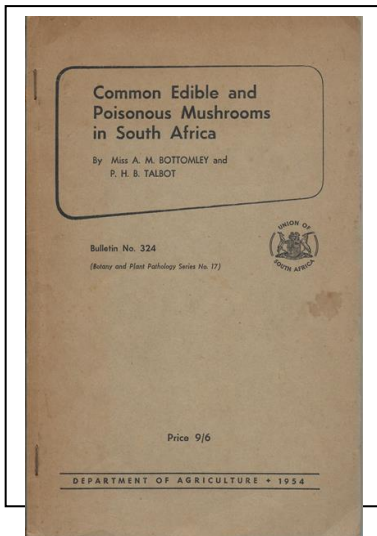 Common Edible and
Poisonous Mushrooms
in South Africa
By Miss A. M. BOTTOMLEY and
P. H. B. TALBOT
UNION OF
SOUTH AFRICA
Bulletin No. 324
(Botany and Plant Pathology Series No. 17)
Price 9/6
DEPARTMENT OF AGRICULTURE • 1954